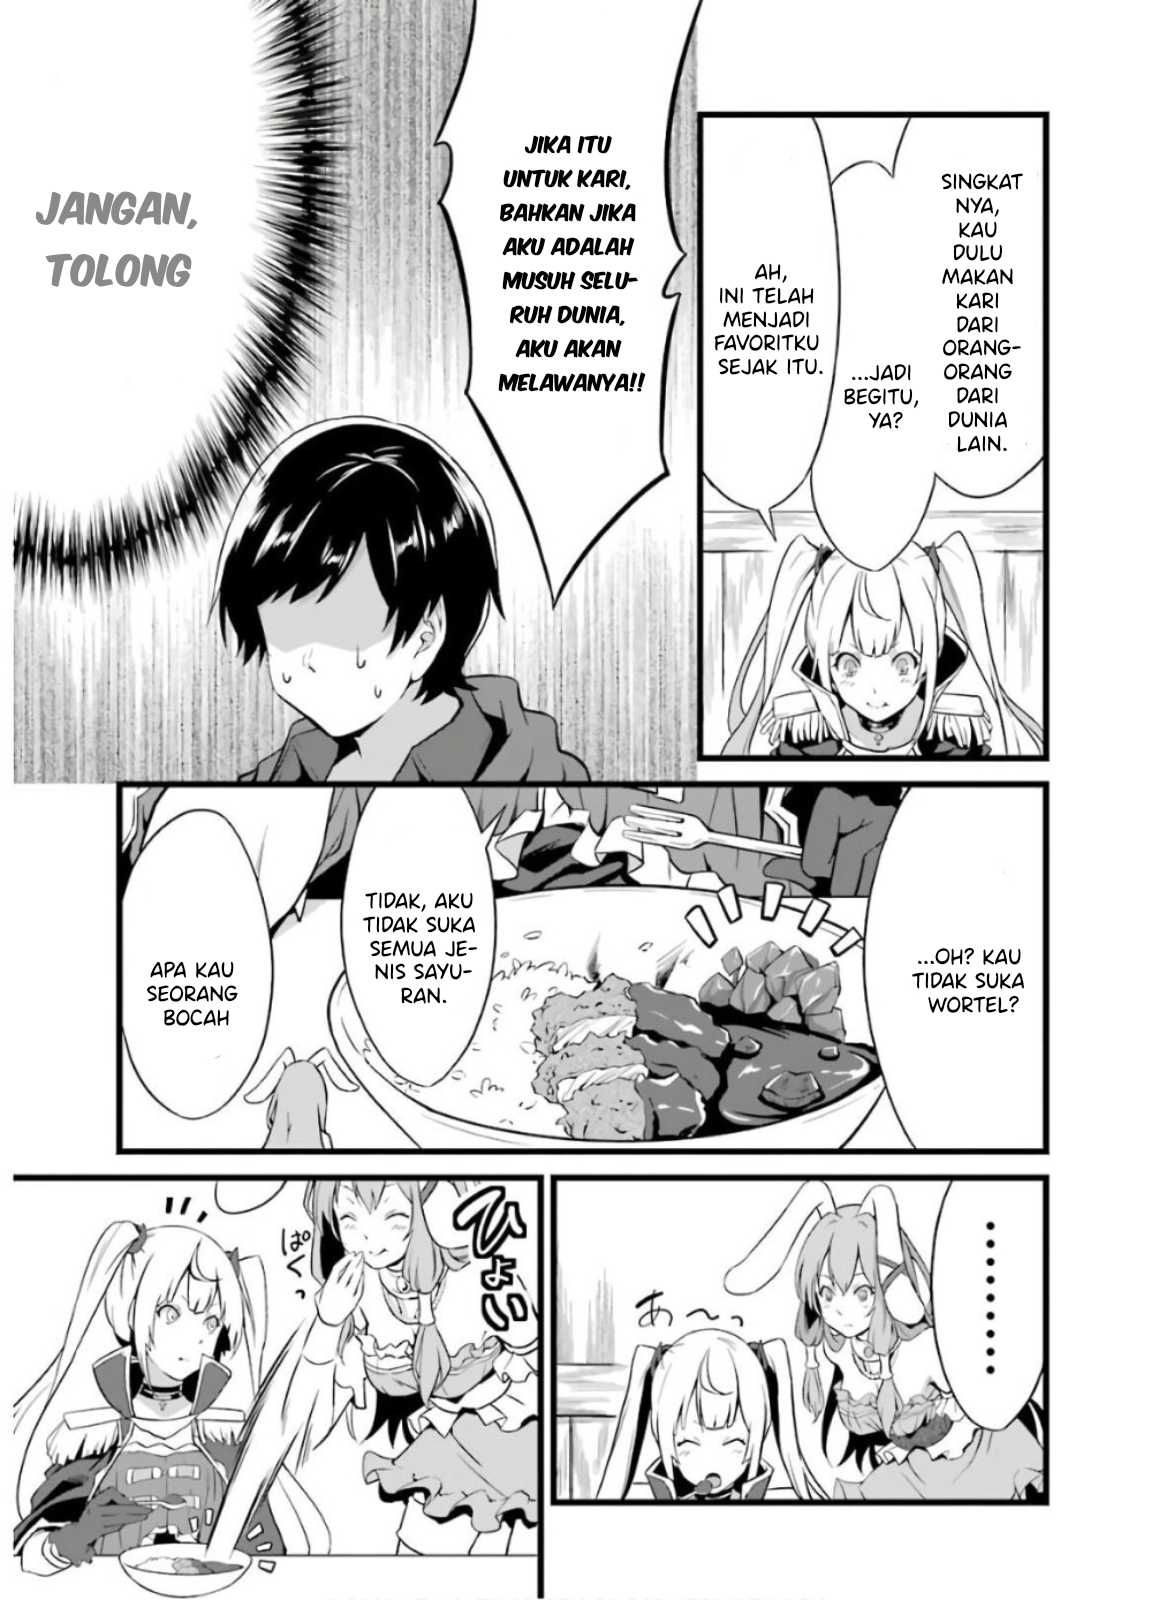 SINGKAT
NYA,
KAU
DULU
MAKAN
KARI
DARI
ORANG-
ORANG
DARI
DUNIA
LAIN.
...JADI
BEGITU,
YA?
AH,
INI TELAH
MENJADI
FAVORITKU
SEJAK ITU.
JIKA ITU
UNTUK KARI,
BAHKAN JIKA
AKU ADALAH
MUSUH SELU-
RUH DUNIA,
AKU AKAN
MELAWANYA!!
JANGAN,
TOLONG
...OH? KAU
TIDAK SUKA
WORTEL?
TIDAK, AKU
TIDAK SUKA
SEMUA JE-
NIS SAYU-
RAN.
APA KAU
SEORANG
BOCAH
あ〜っ
ひょい
ぱくっ